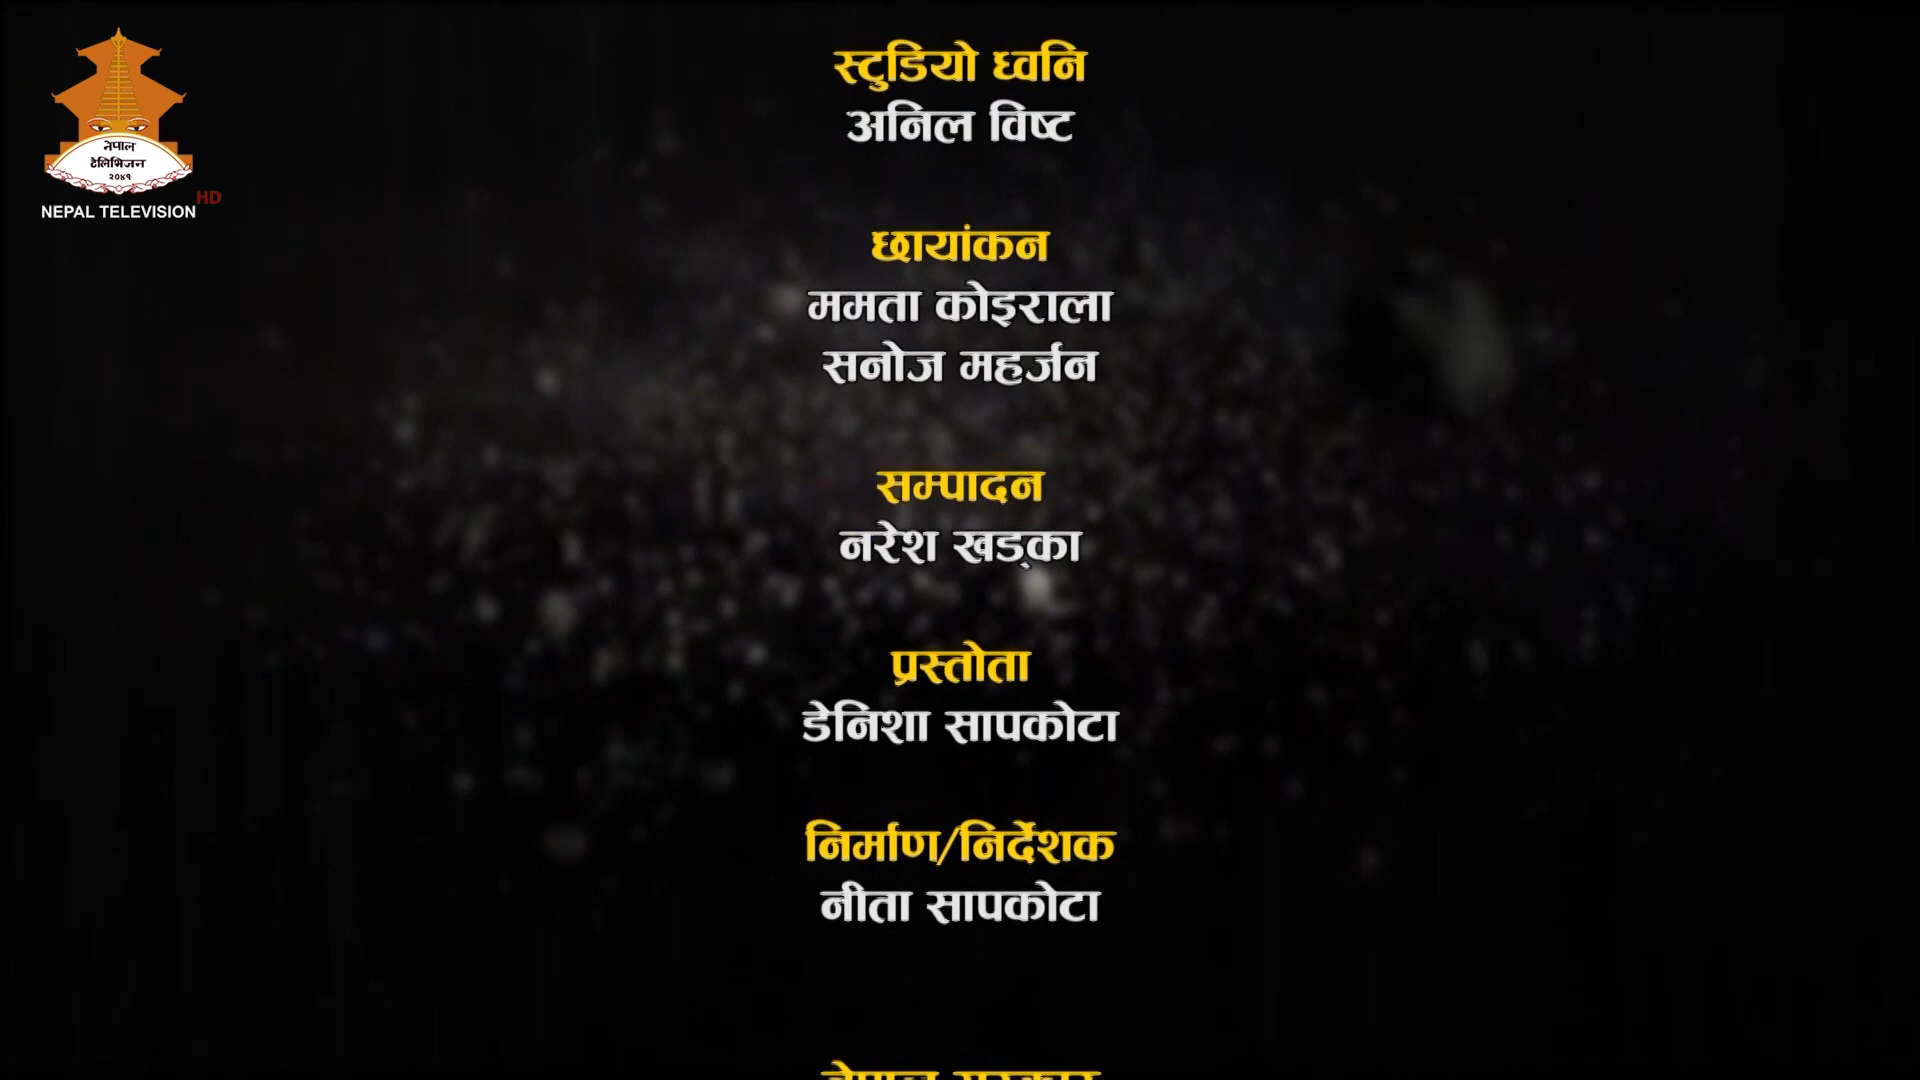 नेपाल
टेलिभिजन
२०४१
HD
NEPAL TELEVISION
स्टुडियो ध्वनि
अनिल विष्ट
छायांकन
ममता कोइराला
सनोज महर्जन
सम्पादन
नरेश खड्का
प्रस्तोता
डेनिशा सापकोटा
निर्माण/निर्देशक
नीता सापकोटा